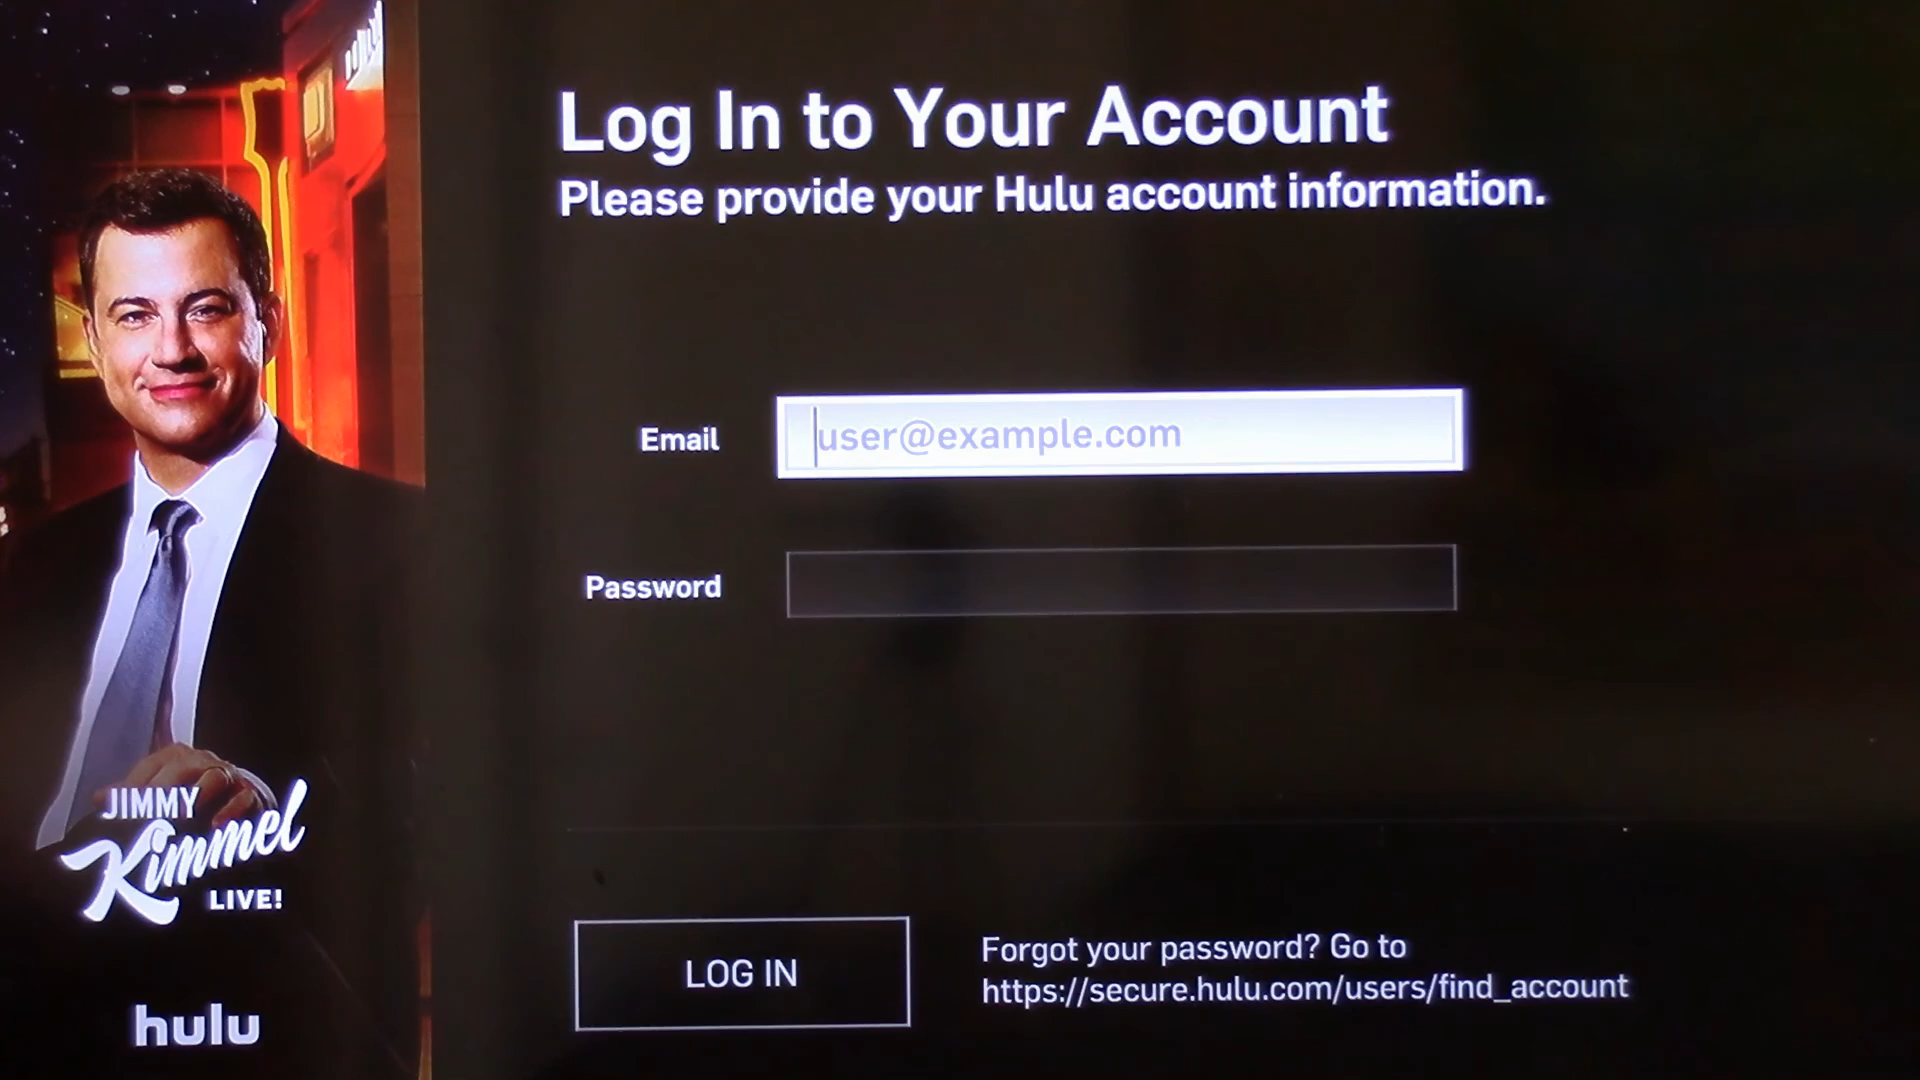 Log In to Your Account
Please provide your Hulu account information.
Email
user@example.com
Password
JIMMY
Kimmel
LIVE!
LOG IN
Forgot your password? Go to
https://secure.hulu.com/users/find_account
hulu